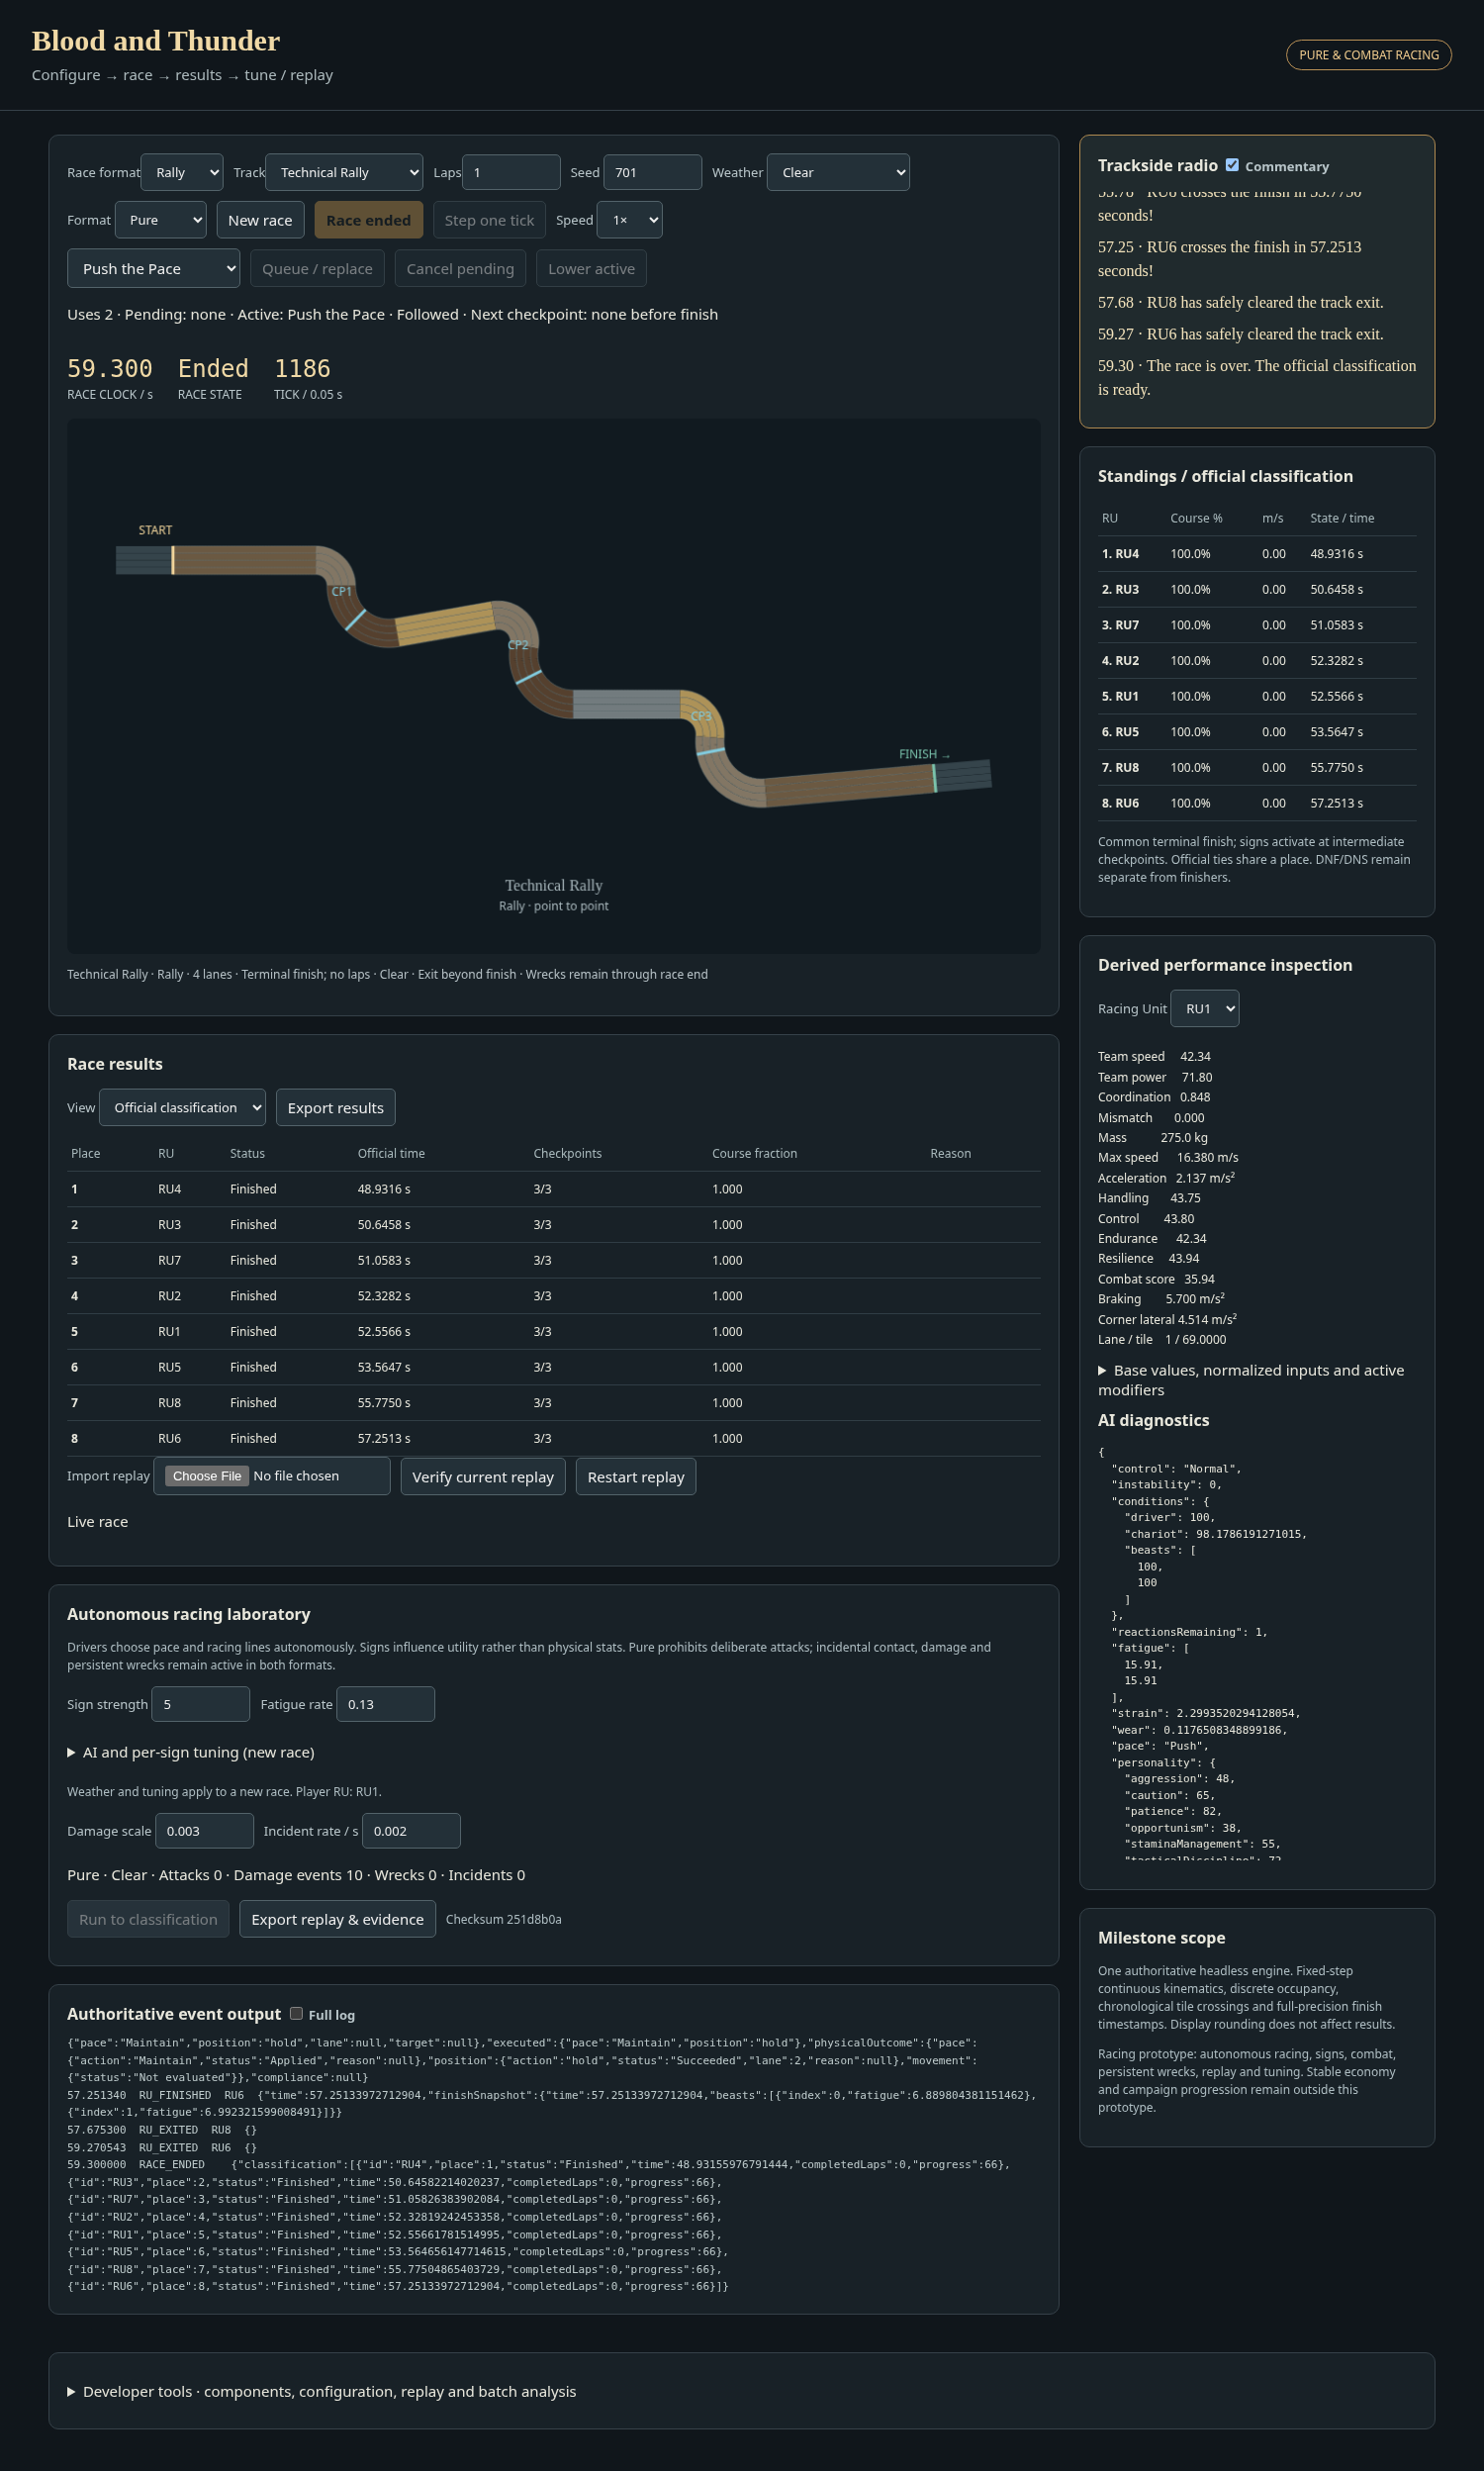 Blood and Thunder
Configure → race → results → tune / replay
PURE & COMBAT RACING
Race format Rally Track Technical Rally Laps 1 Seed 701 Weather Clear
Format Pure New race Race ended Step one tick Speed 1×
Push the Pace Queue / replace Cancel pending Lower active
Uses 2 · Pending: none · Active: Push the Pace · Followed · Next checkpoint: none before finish
59.300 Ended 1186
RACE CLOCK / s RACE STATE TICK / 0.05 s
START
CP1
CP2
CP3
FINISH →
Technical Rally
Rally · point to point
Technical Rally · Rally · 4 lanes · Terminal finish; no laps · Clear · Exit beyond finish · Wrecks remain through race end
Race results
View Official classification Export results
Place RU Status Official time Checkpoints Course fraction Reason
1 RU4 Finished 48.9316 s 3/3 1.000
2 RU3 Finished 50.6458 s 3/3 1.000
3 RU7 Finished 51.0583 s 3/3 1.000
4 RU2 Finished 52.3282 s 3/3 1.000
5 RU1 Finished 52.5566 s 3/3 1.000
6 RU5 Finished 53.5647 s 3/3 1.000
7 RU8 Finished 55.7750 s 3/3 1.000
8 RU6 Finished 57.2513 s 3/3 1.000
Import replay Choose File No file chosen Verify current replay Restart replay
Live race
Autonomous racing laboratory
Drivers choose pace and racing lines autonomously. Signs influence utility rather than physical stats. Pure prohibits deliberate attacks; incidental contact, damage and
persistent wrecks remain active in both formats.
Sign strength 5 Fatigue rate 0.13
▶ AI and per-sign tuning (new race)
Weather and tuning apply to a new race. Player RU: RU1.
Damage scale 0.003 Incident rate / s 0.002
Pure · Clear · Attacks 0 · Damage events 10 · Wrecks 0 · Incidents 0
Run to classification Export replay & evidence Checksum 251d8b0a
Authoritative event output Full log
{"pace":"Maintain","position":"hold","lane":null,"target":null},"executed":{"pace":"Maintain","position":"hold"},"physicalOutcome":{"pace":
{"action":"Maintain","status":"Applied","reason":null},"position":{"action":"hold","status":"Succeeded","lane":2,"reason":null},"movement":
{"status":"Not evaluated"}},"compliance":null}
57.251340 RU_FINISHED RU6 {"time":57.25133972712904,"finishSnapshot":{"time":57.25133972712904,"beasts":[{"index":0,"fatigue":6.889804381151462},
{"index":1,"fatigue":6.992321599008491}]}}
57.675300 RU_EXITED RU8 {}
59.270543 RU_EXITED RU6 {}
59.300000 RACE_ENDED {"classification":[{"id":"RU4","place":1,"status":"Finished","time":48.93155976791444,"completedLaps":0,"progress":66},
{"id":"RU3","place":2,"status":"Finished","time":50.64582214020237,"completedLaps":0,"progress":66},
{"id":"RU7","place":3,"status":"Finished","time":51.05826383902084,"completedLaps":0,"progress":66},
{"id":"RU2","place":4,"status":"Finished","time":52.32819242453358,"completedLaps":0,"progress":66},
{"id":"RU1","place":5,"status":"Finished","time":52.55661781514995,"completedLaps":0,"progress":66},
{"id":"RU5","place":6,"status":"Finished","time":53.564656147714615,"completedLaps":0,"progress":66},
{"id":"RU8","place":7,"status":"Finished","time":55.77504865403729,"completedLaps":0,"progress":66},
{"id":"RU6","place":8,"status":"Finished","time":57.25133972712904,"completedLaps":0,"progress":66}]}
▶ Developer tools · components, configuration, replay and batch analysis
Trackside radio Commentary
55.78 · RU8 crosses the finish in 55.7750
seconds!
57.25 · RU6 crosses the finish in 57.2513
seconds!
57.68 · RU8 has safely cleared the track exit.
59.27 · RU6 has safely cleared the track exit.
59.30 · The race is over. The official classification
is ready.
Standings / official classification
RU Course % m/s State / time
1. RU4 100.0% 0.00 48.9316 s
2. RU3 100.0% 0.00 50.6458 s
3. RU7 100.0% 0.00 51.0583 s
4. RU2 100.0% 0.00 52.3282 s
5. RU1 100.0% 0.00 52.5566 s
6. RU5 100.0% 0.00 53.5647 s
7. RU8 100.0% 0.00 55.7750 s
8. RU6 100.0% 0.00 57.2513 s
Common terminal finish; signs activate at intermediate
checkpoints. Official ties share a place. DNF/DNS remain
separate from finishers.
Derived performance inspection
Racing Unit RU1
Team speed 42.34
Team power 71.80
Coordination 0.848
Mismatch 0.000
Mass 275.0 kg
Max speed 16.380 m/s
Acceleration 2.137 m/s²
Handling 43.75
Control 43.80
Endurance 42.34
Resilience 43.94
Combat score 35.94
Braking 5.700 m/s²
Corner lateral 4.514 m/s²
Lane / tile 1 / 69.0000
▶ Base values, normalized inputs and active
modifiers
AI diagnostics
{
"control": "Normal",
"instability": 0,
"conditions": {
"driver": 100,
"chariot": 98.1786191271015,
"beasts": [
100,
100
]
},
"reactionsRemaining": 1,
"fatigue": [
15.91,
15.91
],
"strain": 2.2993520294128054,
"wear": 0.1176508348899186,
"pace": "Push",
"personality": {
"aggression": 48,
"caution": 65,
"patience": 82,
"opportunism": 38,
"staminaManagement": 55,
"tacticalDiscipline": 72
Milestone scope
One authoritative headless engine. Fixed-step
continuous kinematics, discrete occupancy,
chronological tile crossings and full-precision finish
timestamps. Display rounding does not affect results.
Racing prototype: autonomous racing, signs, combat,
persistent wrecks, replay and tuning. Stable economy
and campaign progression remain outside this
prototype.